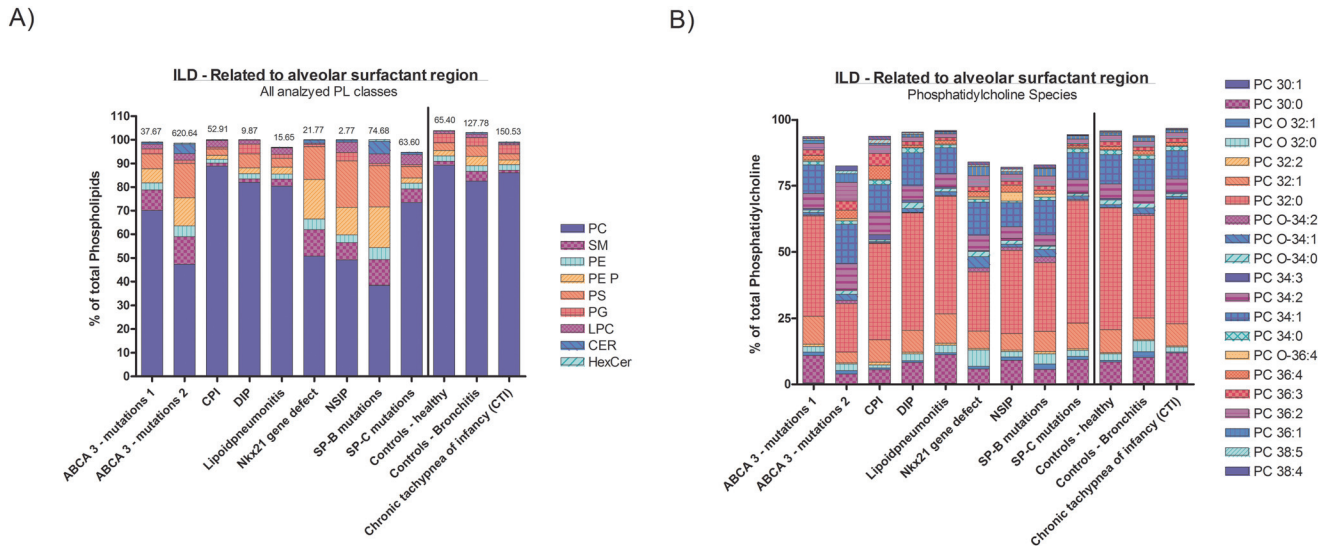 A)
ILD - Related to alveolar surfactant region
All analzyed PL classes
% of total Phospholipids
110
100
90
80
70
60
50
40
30
20
10
0
37.67
620.64
52.91
9.87
15.65
21.77
2.77
74.68
63.60
65.40
127.78
150.53
ABCA 3 - mutations 1
ABCA 3 - mutations 2
CPI
DIP
Lipoidpneumonitis
Nkx21 gene defect
NSIP
SP-B mutations
SP-C mutations
Controls - healthy
Controls - Bronchitis
Chronic tachypnea of infancy (CTI)
PC
SM
PE
PE P
PS
PG
LPC
CER
HexCer
B)
ILD - Related to alveolar surfactant region
Phosphatidylcholine Species
% of total Phosphatidylcholine
100
75
50
25
0
ABCA 3 - mutations 1
ABCA 3 - mutations 2
CPI
DIP
Lipoidpneumonitis
Nkx21 gene defect
NSIP
SP-B mutations
SP-C mutations
Controls - healthy
Controls - Bronchitis
Chronic tachypnea of infancy (CTI)
PC 30:1
PC 30:0
PC O 32:1
PC O 32:0
PC 32:2
PC 32:1
PC 32:0
PC O-34:2
PC O-34:1
PC O-34:0
PC 34:3
PC 34:2
PC 34:1
PC 34:0
PC O-36:4
PC 36:4
PC 36:3
PC 36:2
PC 36:1
PC 38:5
PC 38:4